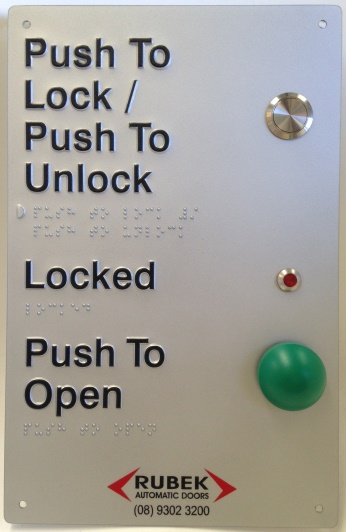 Push To
Lock /
Push To
Unlock
Locked
Push To
Open
RUBEK
AUTOMATIC DOORS
(08) 9302 3200